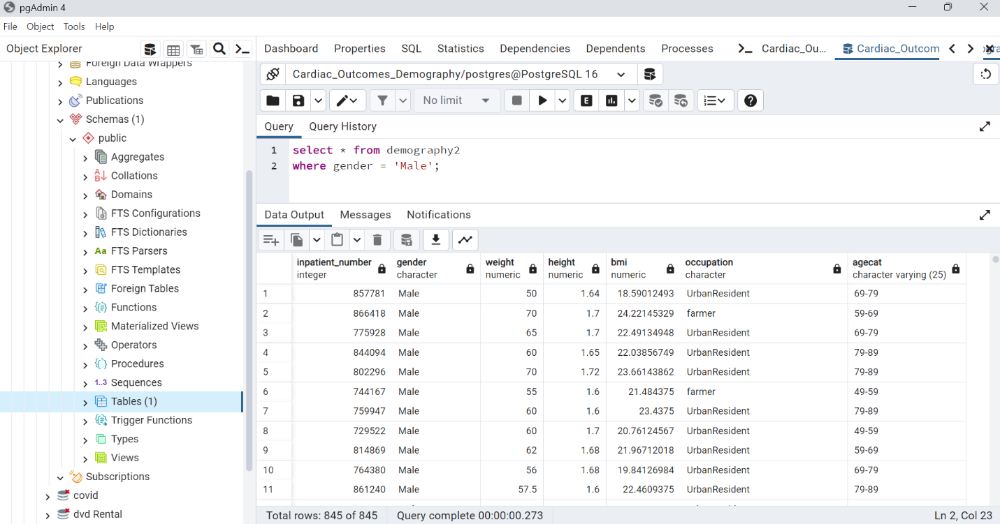 pgAdmin 4
File Object Tools Help
Object Explorer
Dashboard Properties SQL Statistics Dependencies Dependents Processes Cardiac_Ou... Cardiac_Outcom
Foreign Data Wrappers
Languages
Publications
Schemas (1)
public
Aggregates
Collations
Domains
FTS Configurations
FTS Dictionaries
Aa FTS Parsers
FTS Templates
Foreign Tables
Functions
Materialized Views
Operators
Procedures
1..3 Sequences
Tables (1)
Trigger Functions
Types
Views
Subscriptions
covid
dvd Rental
Cardiac_Outcomes_Demography/postgres@PostgreSQL 16
No limit E
Query Query History
1 select * from demography2
2 where gender = 'Male';
Data Output Messages Notifications
inpatient_number gender weight height bmi occupation agecat
integer character numeric numeric numeric character character varying (25)
1 857781 Male 50 1.64 18.59012493 UrbanResident 69-79
2 866418 Male 70 1.7 24.22145329 farmer 59-69
3 775928 Male 65 1.7 22.49134948 UrbanResident 69-79
4 844094 Male 60 1.65 22.03856749 UrbanResident 79-89
5 802296 Male 70 1.72 23.66143862 UrbanResident 79-89
6 744167 Male 55 1.6 21.484375 farmer 49-59
7 759947 Male 60 1.6 23.4375 UrbanResident 79-89
8 729522 Male 60 1.7 20.76124567 UrbanResident 49-59
9 814869 Male 62 1.68 21.96712018 UrbanResident 59-69
10 764380 Male 56 1.68 19.84126984 UrbanResident 69-79
11 861240 Male 57.5 1.6 22.4609375 UrbanResident 79-89
Total rows: 845 of 845 Query complete 00:00:00.273 Ln 2, Col 23